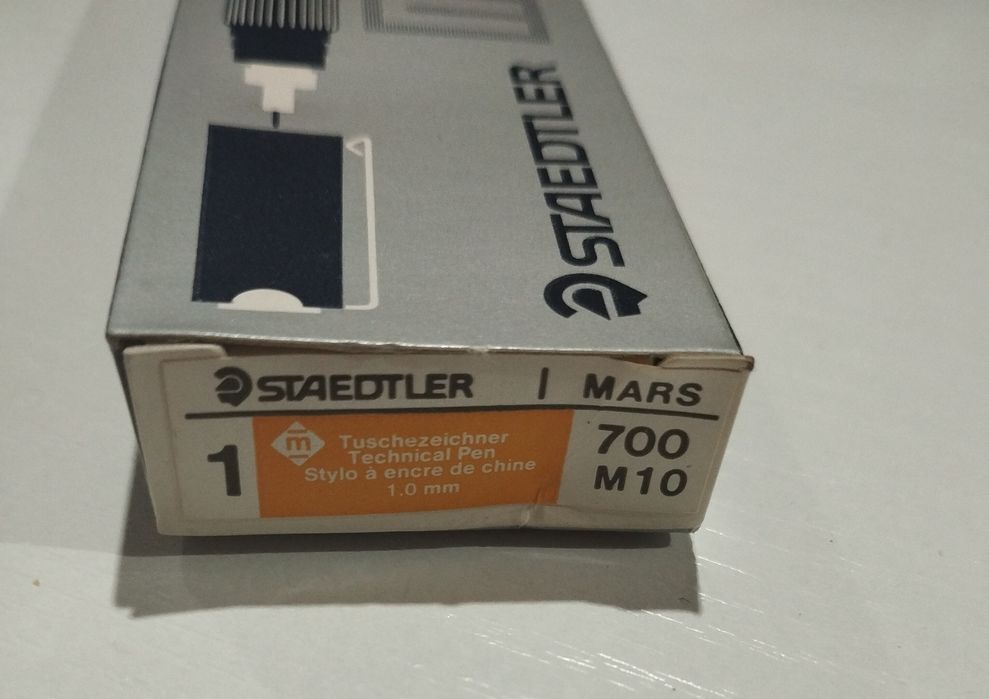 STAEDTLER
STAEDTLER | MARS
1
m
Tuschezeichner
Technical Pen
Stylo à encre de chine
1.0 mm
700
M10